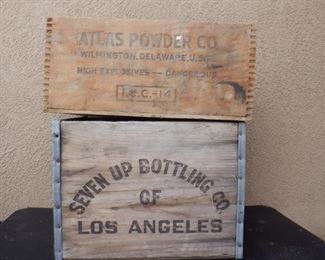 ATLAS POWDER CO.
WILMINGTON, DELAWARE, U.S.A.
HIGH EXPLOSIVES — DANGEROUS
I.C.C.-14
SEVEN UP BOTTLING CO.
OF
LOS ANGELES